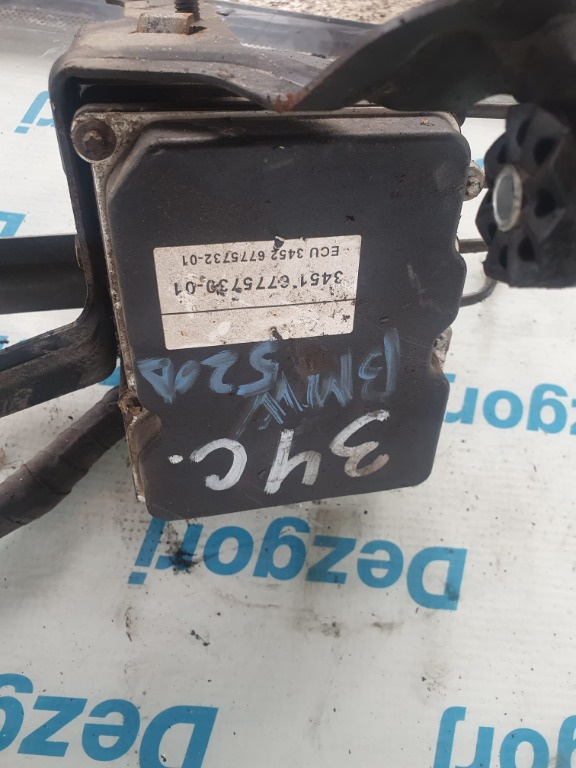 3451 6775730-01
ECU 3452 6775732-01
BMW
520D
34C.
Dezgorj
Dezgorj
Dezgorj
Dezgorj